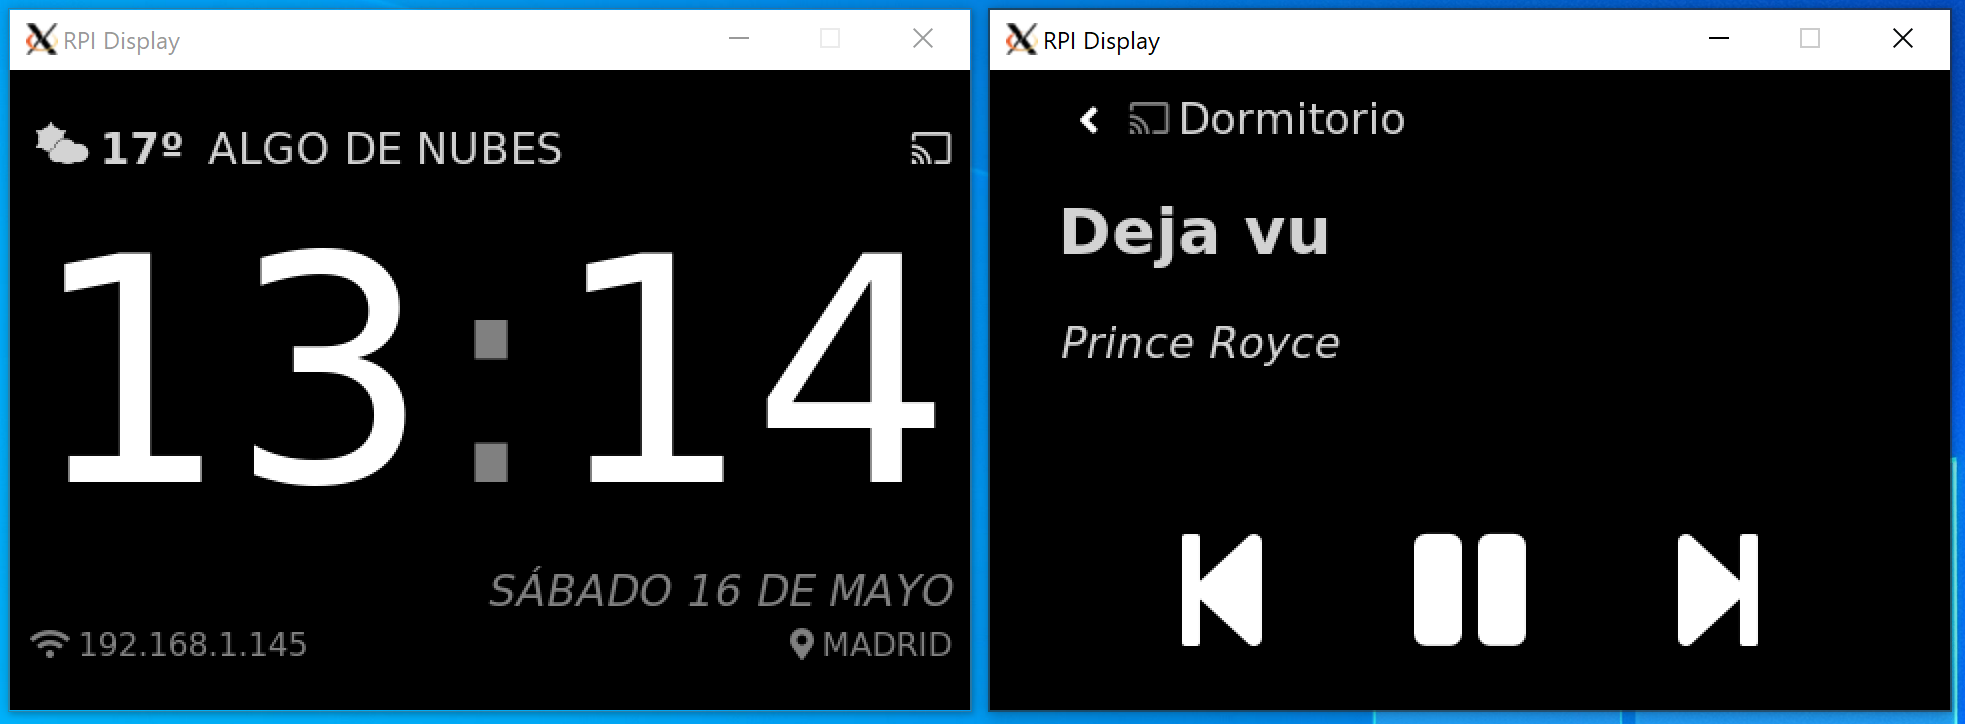 RPI Display
17º ALGO DE NUBES
13:14
SÁBADO 16 DE MAYO
192.168.1.145
MADRID
RPI Display
Dormitorio
Deja vu
Prince Royce